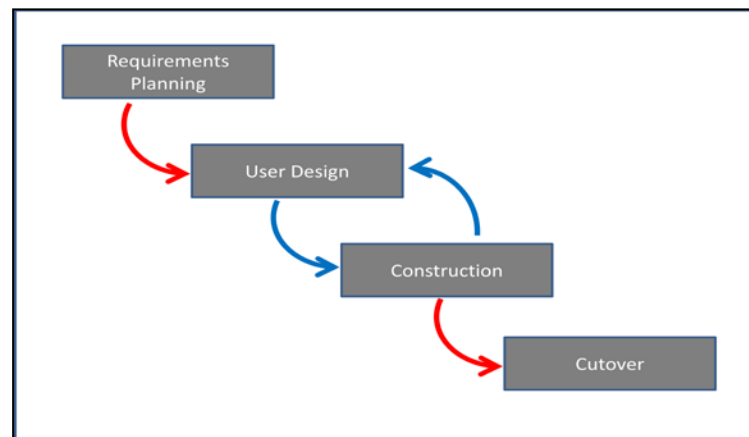 Requirements
Planning
User Design
Construction
Cutover